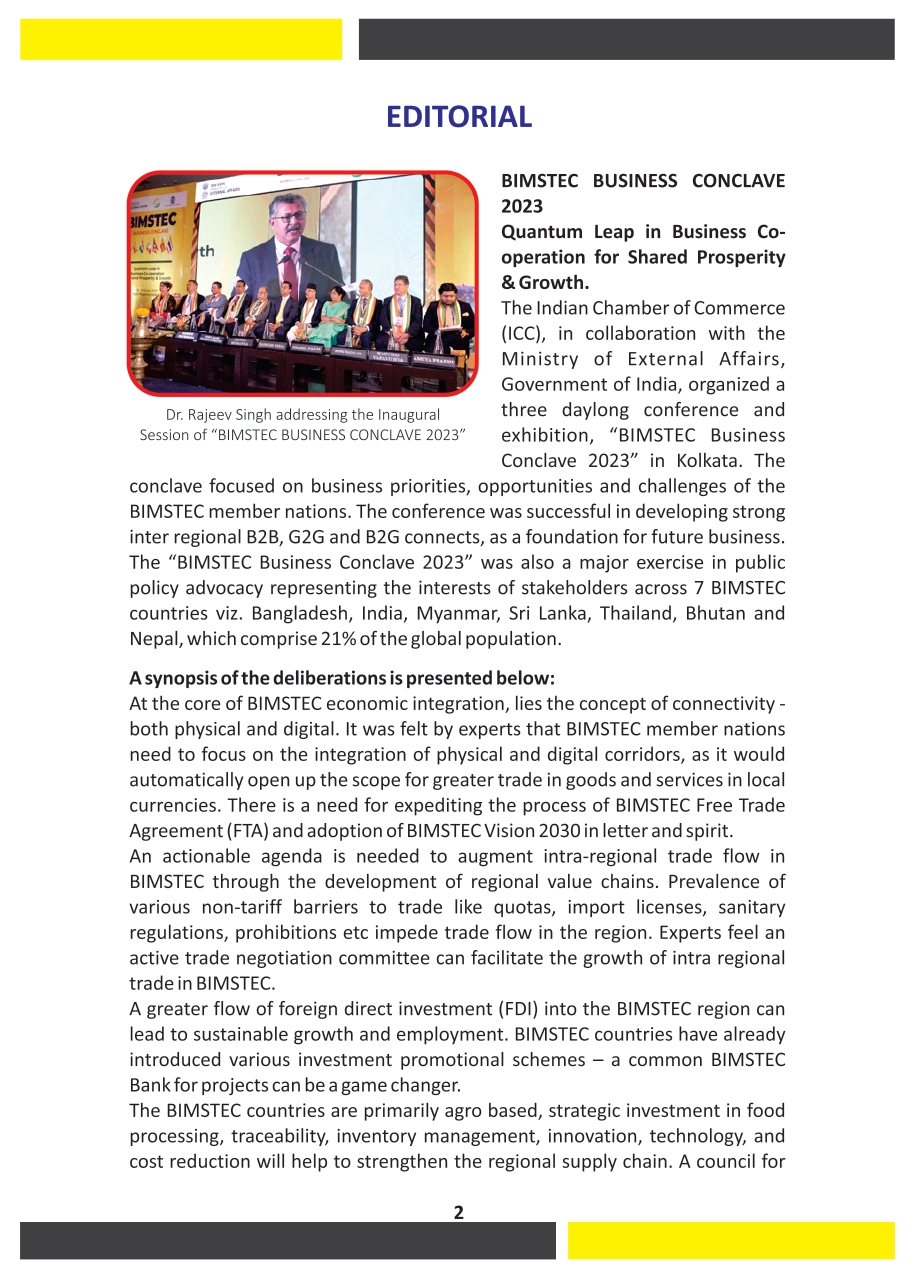 EDITORIAL
EXTERNAL AFFAIRS
BIMSTEC
BUSINESS CONCLAVE
th
Quantum Leap in
Dr. Rajeev Singh addressing the Inaugural
Session of “BIMSTEC BUSINESS CONCLAVE 2023”
BIMSTEC BUSINESS CONCLAVE
2023
Quantum Leap in Business Co-
operation for Shared Prosperity
& Growth.
The Indian Chamber of Commerce
(ICC), in collaboration with the
Ministry of External Affairs,
Government of India, organized a
three daylong conference and
exhibition, “BIMSTEC Business
Conclave 2023” in Kolkata. The
conclave focused on business priorities, opportunities and challenges of the
BIMSTEC member nations. The conference was successful in developing strong
inter regional B2B, G2G and B2G connects, as a foundation for future business.
The “BIMSTEC Business Conclave 2023” was also a major exercise in public
policy advocacy representing the interests of stakeholders across 7 BIMSTEC
countries viz. Bangladesh, India, Myanmar, Sri Lanka, Thailand, Bhutan and
Nepal, which comprise 21% of the global population.
A synopsis of the deliberations is presented below:
At the core of BIMSTEC economic integration, lies the concept of connectivity -
both physical and digital. It was felt by experts that BIMSTEC member nations
need to focus on the integration of physical and digital corridors, as it would
automatically open up the scope for greater trade in goods and services in local
currencies. There is a need for expediting the process of BIMSTEC Free Trade
Agreement (FTA) and adoption of BIMSTEC Vision 2030 in letter and spirit.
An actionable agenda is needed to augment intra-regional trade flow in
BIMSTEC through the development of regional value chains. Prevalence of
various non-tariff barriers to trade like quotas, import licenses, sanitary
regulations, prohibitions etc impede trade flow in the region. Experts feel an
active trade negotiation committee can facilitate the growth of intra regional
trade in BIMSTEC.
A greater flow of foreign direct investment (FDI) into the BIMSTEC region can
lead to sustainable growth and employment. BIMSTEC countries have already
introduced various investment promotional schemes – a common BIMSTEC
Bank for projects can be a game changer.
The BIMSTEC countries are primarily agro based, strategic investment in food
processing, traceability, inventory management, innovation, technology, and
cost reduction will help to strengthen the regional supply chain. A council for
2